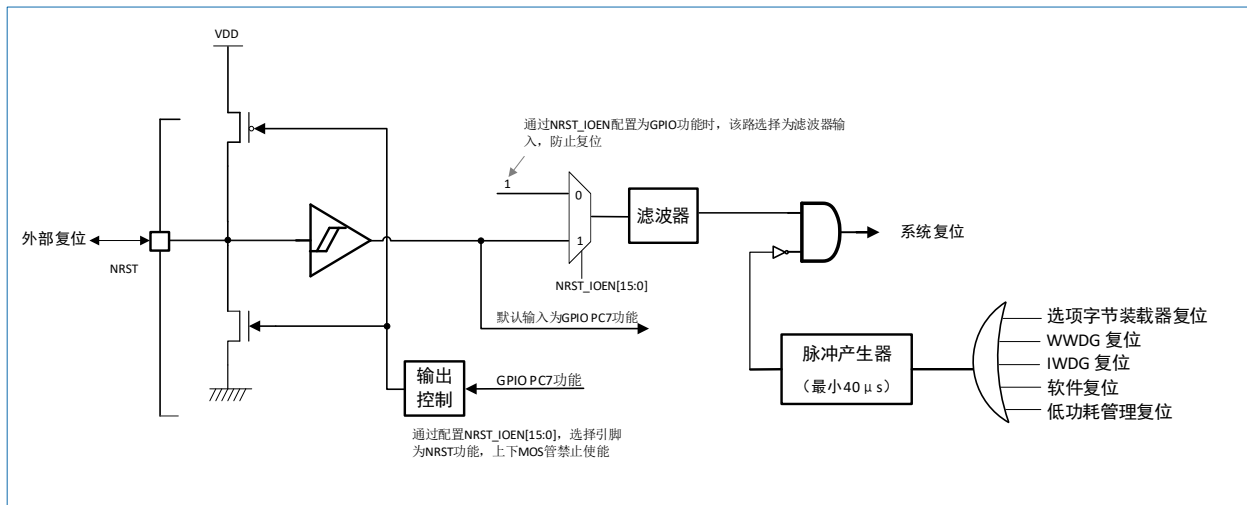 VDD
通过NRST_IOEN配置为GPIO功能时，该路选择为滤波器输
入，防止复位
1
0
滤波器
外部复位
1
系统复位
NRST
NRST_IOEN[15:0]
默认输入为GPIO PC7功能
选项字节装载器复位
WWDG 复位
脉冲产生器
IWDG 复位
输出
控制
GPIO PC7功能
（最小40μs）
软件复位
低功耗管理复位
通过配置NRST_IOEN[15:0]，选择引脚
为NRST功能，上下MOS管禁止使能